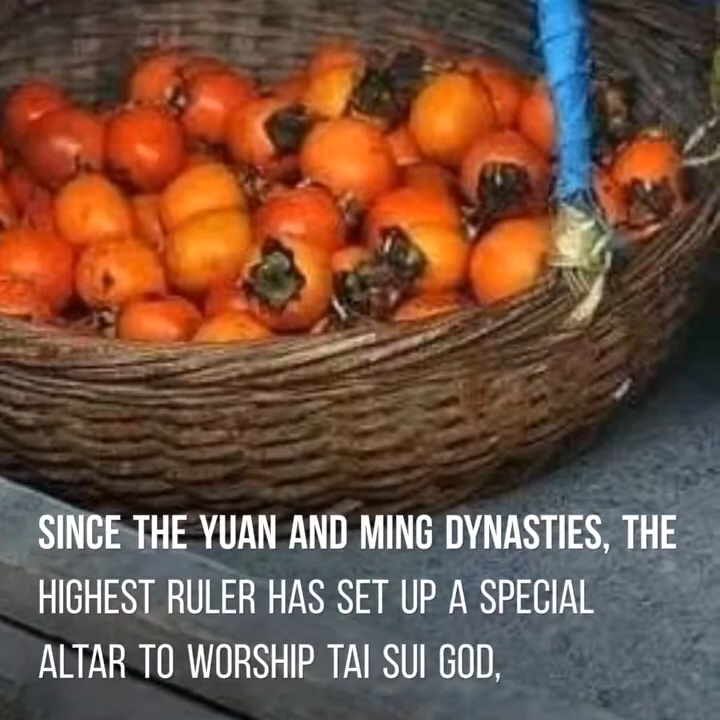 SINCE THE YUAN AND MING DYNASTIES, THE
HIGHEST RULER HAS SET UP A SPECIAL
ALTAR TO WORSHIP TAI SUI GOD,